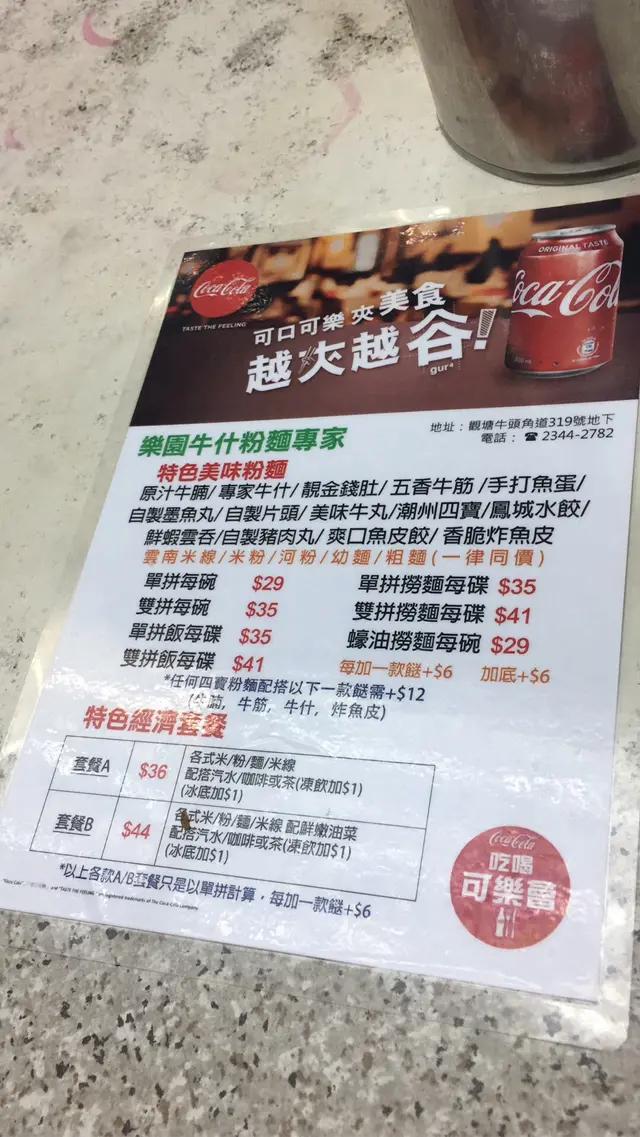 ORIGINAL TASTE
Coca-Cola
Coca-Cola
TASTE THE FEELING
可口可樂 夾 美食
越大越谷!
gur⁴
地址：觀塘牛頭角道319號地下
電話：☎ 2344-2782
樂園牛什粉麵專家
特色美味粉麵
原汁牛腩/ 專家牛什/ 靚金錢肚/ 五香牛筋 /手打魚蛋/
自製墨魚丸/ 自製片頭/ 美味牛丸/潮州四寶/鳳城水餃/
鮮蝦雲吞/自製豬肉丸/ 爽口魚皮餃/ 香脆炸魚皮
雲南米線/米粉/河粉/幼麵/粗麵(一律同價)
單拼每碗 $29 單拼撈麵每碟 $35
雙拼每碗 $35 雙拼撈麵每碟 $41
單拼飯每碟 $35 蠔油撈麵每碗 $29
雙拼飯每碟 $41 每加一款餸+$6 加底+$6
*任何四寶粉麵配搭以下一款餸需+$12
(牛腩, 牛筋, 牛什, 炸魚皮)
特色經濟套餐
套餐A $36 各式米/粉/麵/米線
配搭汽水/咖啡或茶(凍飲加$1)
(冰底加$1)
套餐B $44 各式米/粉/麵/米線 配鮮嫩油菜
配搭汽水/咖啡或茶(凍飲加$1)
(冰底加$1)
*以上各款A/B套餐只是以單拼計算，每加一款餸+$6
Coca-Cola
吃喝
可樂當